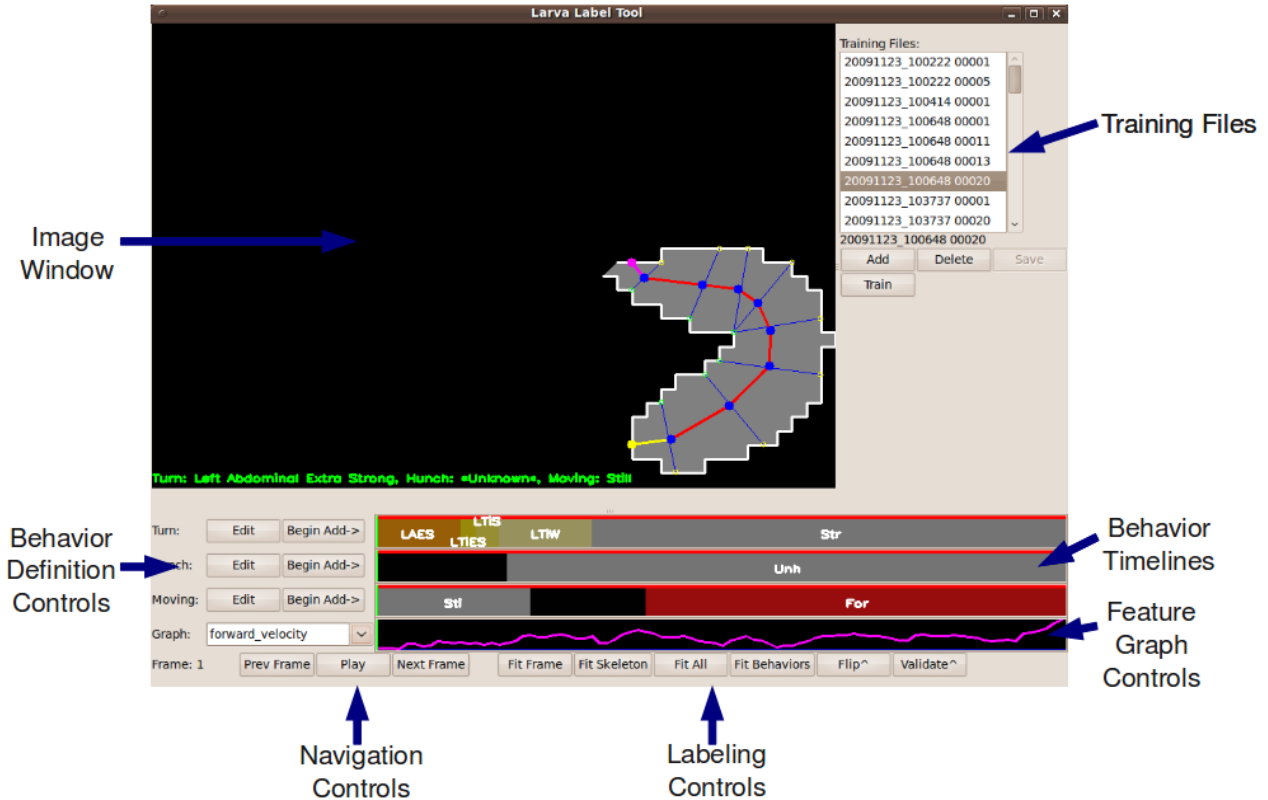 Larva Label Tool
Training Files:
20091123_100222 00001
20091123_100222 00005
20091123_100414 00001
20091123_100648 00001
20091123_100648 00011
20091123_100648 00013
20091123_100648 00020
20091123_103737 00001
20091123_103737 00020
20091123_100648 00020
Add Delete Save
Train
Training Files
Image
Window
Turn: Left Abdominal Extra Strong, Hunch: *Unknown*, Moving: Still
Behavior
Definition
Controls
Turn: Edit Begin Add->
LAES LTIES LTIS LTIW Str
Edit Begin Add->
Unh
Moving: Edit Begin Add->
Stl For
Graph: forward_velocity
Behavior
Timelines
Feature
Graph
Controls
Frame: 1 Prev Frame Play Next Frame Fit Frame Fit Skeleton Fit All Fit Behaviors Flip^ Validate^
Navigation
Controls
Labeling
Controls